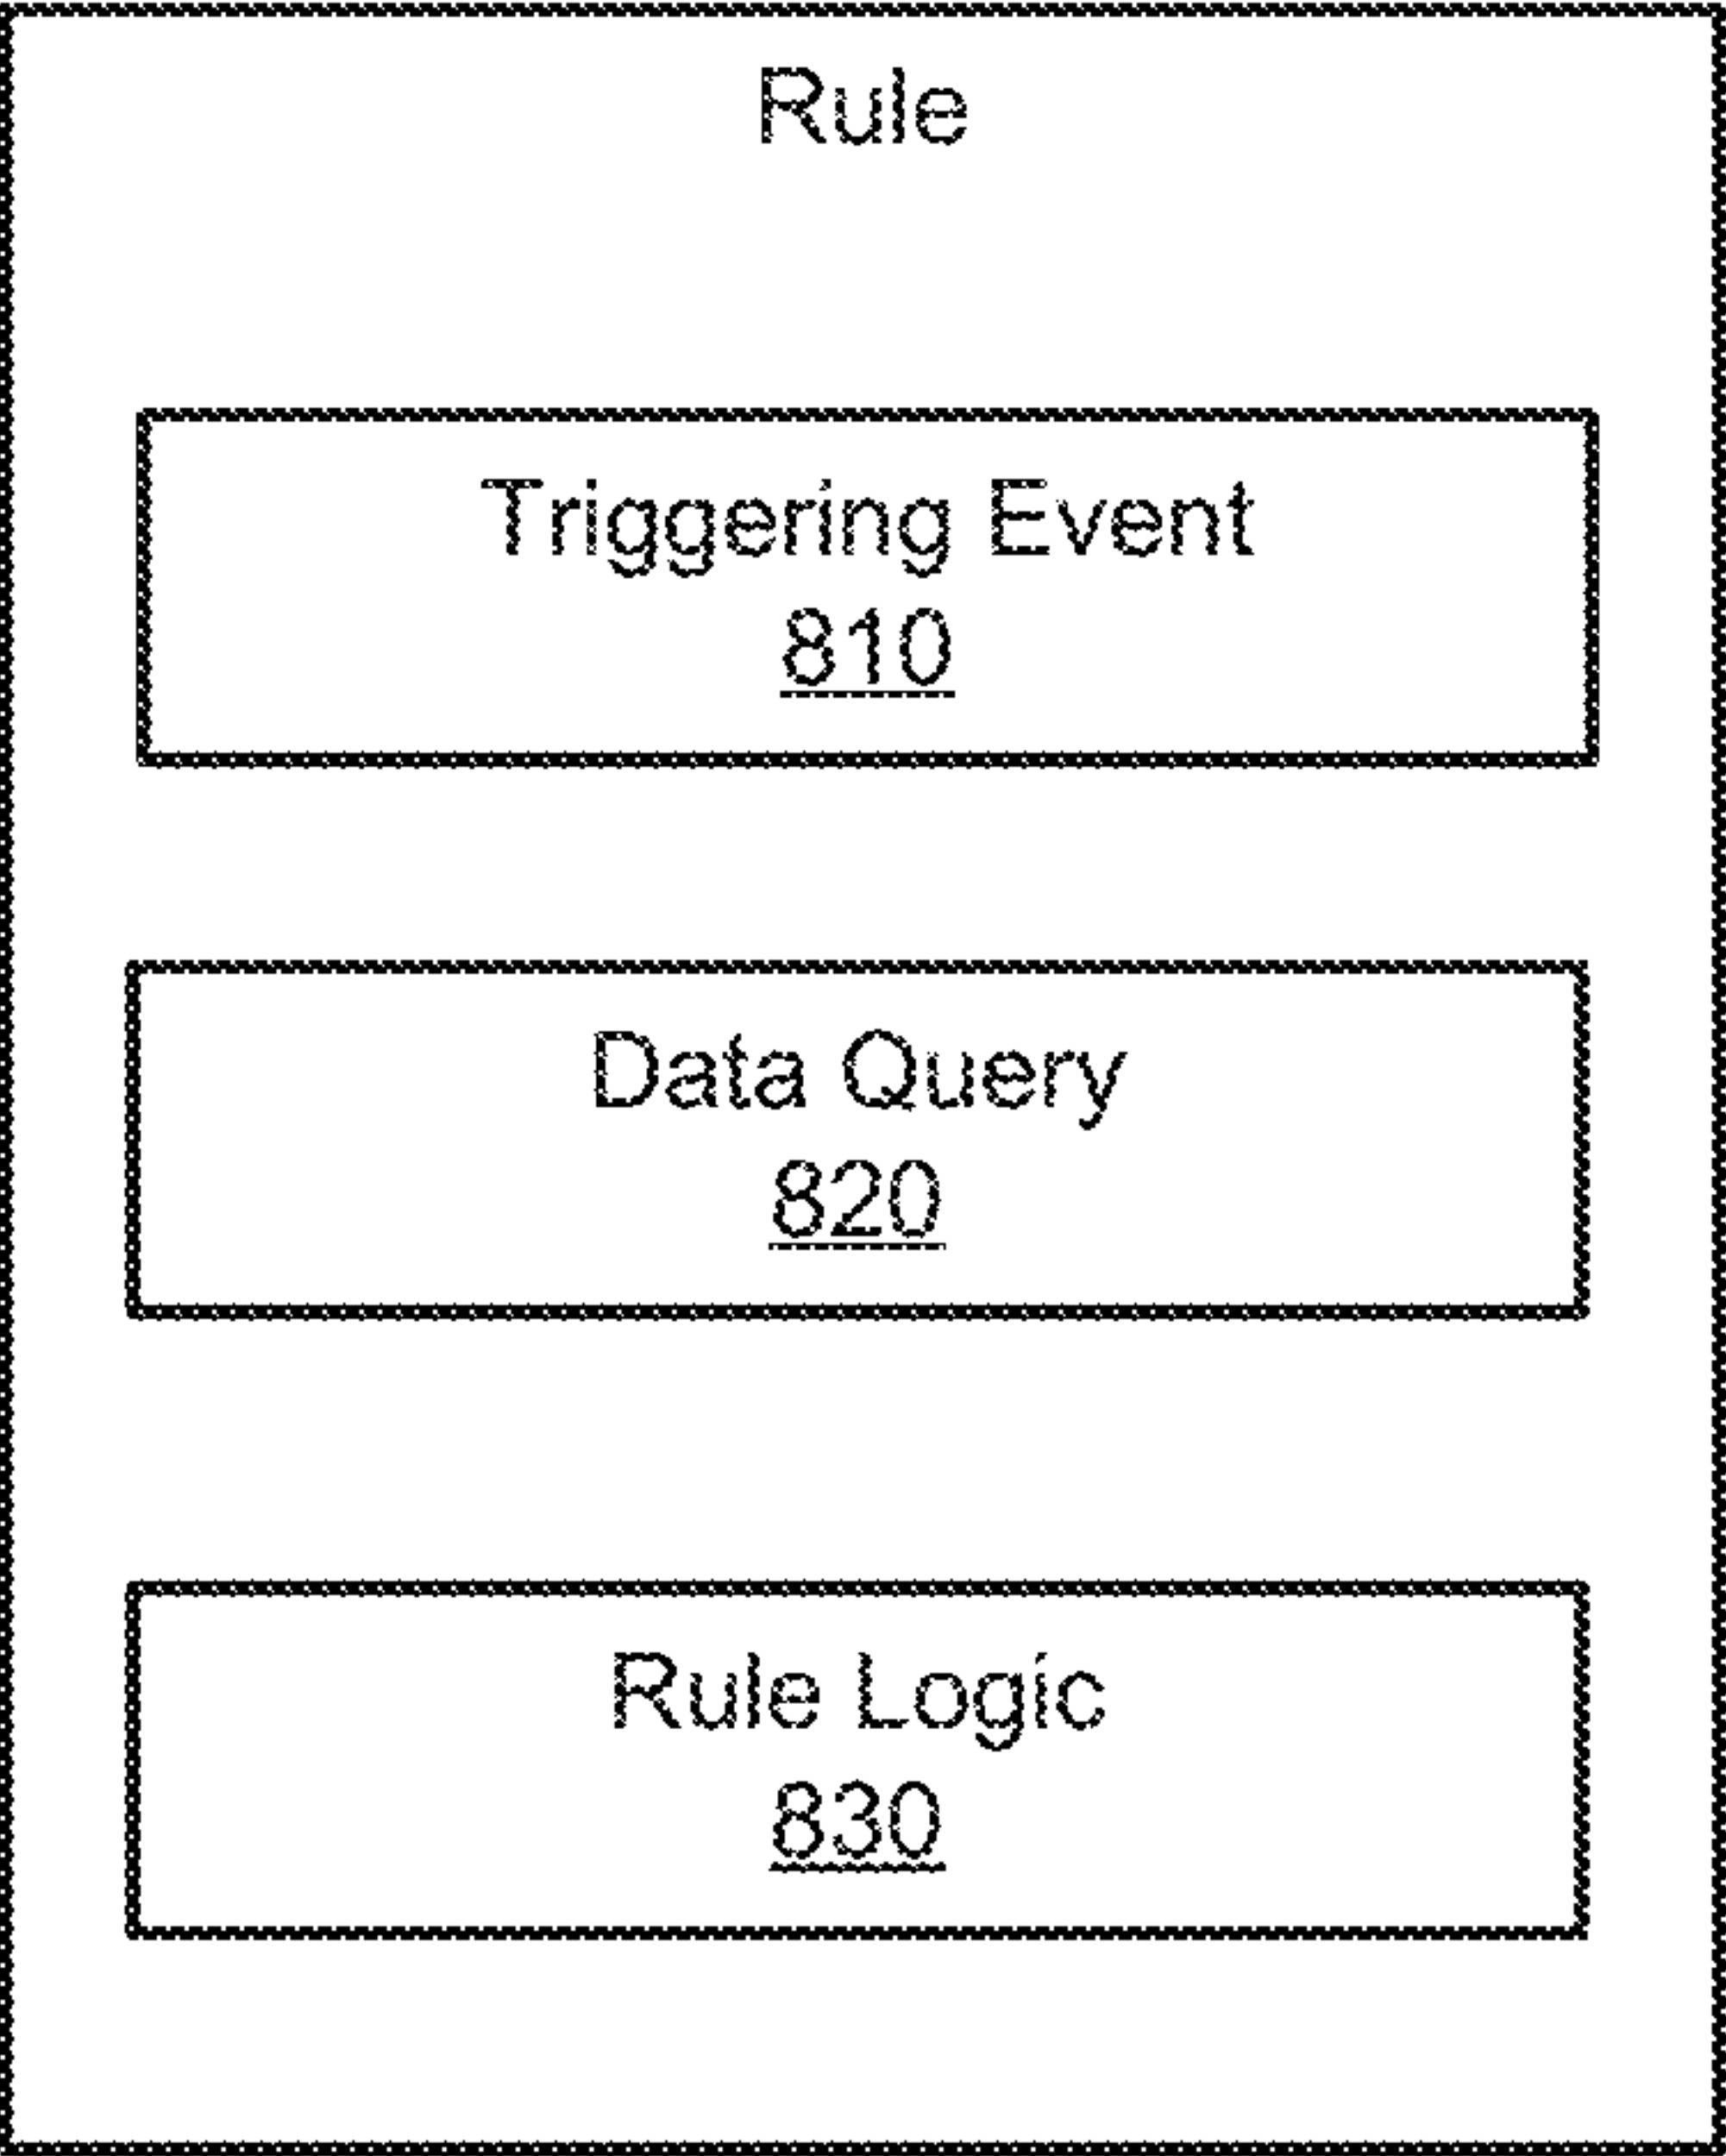 Rule
Triggering Event
810
Data Query
820
Rule Logic
830